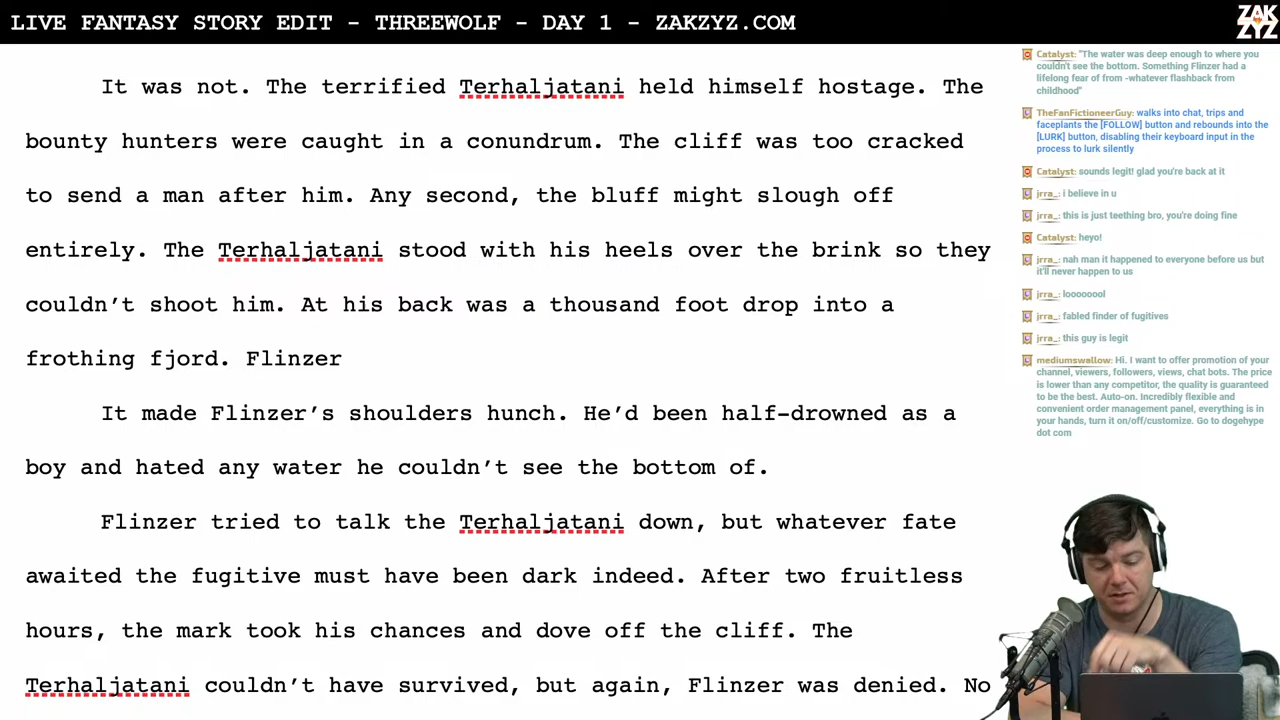 LIVE FANTASY STORY EDIT - THREEWOLF - DAY 1 - ZAKZYZ.COM
ZAK
ZYZ
It was not. The terrified Terhaljatani held himself hostage. The
bounty hunters were caught in a conundrum. The cliff was too cracked
to send a man after him. Any second, the bluff might slough off
entirely. The Terhaljatani stood with his heels over the brink so they
couldn’t shoot him. At his back was a thousand foot drop into a
frothing fjord. Flinzer
It made Flinzer’s shoulders hunch. He’d been half-drowned as a
boy and hated any water he couldn’t see the bottom of.
Flinzer tried to talk the Terhaljatani down, but whatever fate
awaited the fugitive must have been dark indeed. After two fruitless
hours, the mark took his chances and dove off the cliff. The
Terhaljatani couldn’t have survived, but again, Flinzer was denied. No
Catalyst: "The water was deep enough to where you
couldn't see the bottom. Something Flinzer had a
lifelong fear of from -whatever flashback from
childhood"
TheFanFictioneerGuy: walks into chat, trips and
faceplants the [FOLLOW] button and rebounds into the
[LURK] button, disabling their keyboard input in the
process to lurk silently
Catalyst: sounds legit! glad you're back at it
jrra_: i believe in u
jrra_: this is just teething bro, you're doing fine
Catalyst: heyo!
jrra_: nah man it happened to everyone before us but
it'll never happen to us
jrra_: loooooool
jrra_: fabled finder of fugitives
jrra_: this guy is legit
mediumswallow: Hi. I want to offer promotion of your
channel, viewers, followers, views, chat bots. The price
is lower than any competitor, the quality is guaranteed
to be the best. Auto-on. Incredibly flexible and
convenient order management panel, everything is in
your hands, turn it on/off/customize. Go to dogehype
dot com